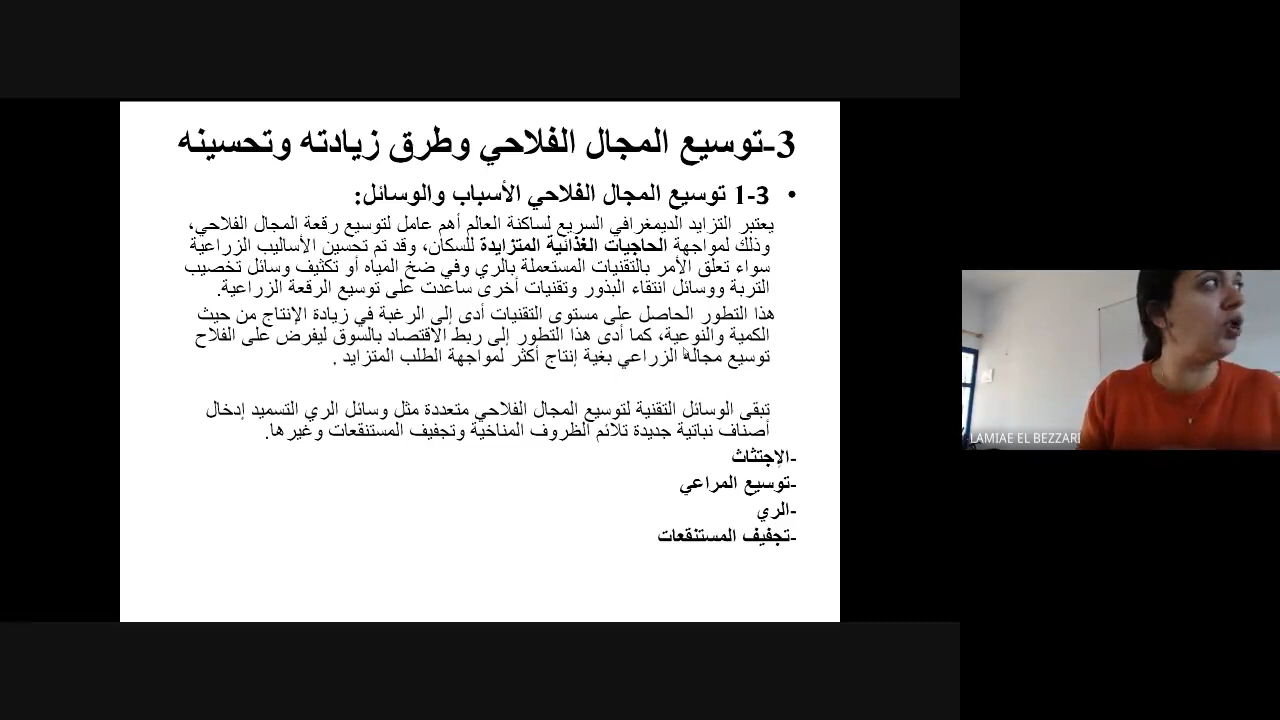 3-توسيع المجال الفلاحي وطرق زيادته وتحسينه
• 3-1 توسيع المجال الفلاحي الأسباب والوسائل:
يعتبر التزايد الديمغرافي السريع لساكنة العالم أهم عامل لتوسيع رقعة المجال الفلاحي،
وذلك لمواجهة الحاجيات الغذائية المتزايدة للسكان، وقد تم تحسين الأساليب الزراعية
سواء تعلق الأمر بالتقنيات المستعملة بالري وفي ضخ المياه أو تكثيف وسائل تخصيب
التربة ووسائل انتقاء البذور وتقنيات أخرى ساعدت على توسيع الرقعة الزراعية.
هذا التطور الحاصل على مستوى التقنيات أدى إلى الرغبة في زيادة الإنتاج من حيث
الكمية والنوعية، كما أدى هذا التطور إلى ربط الاقتصاد بالسوق ليفرض على الفلاح
توسيع مجاله الزراعي بغية إنتاج أكثر لمواجهة الطلب المتزايد .
تبقى الوسائل التقنية لتوسيع المجال الفلاحي متعددة مثل وسائل الري التسميد إدخال
أصناف نباتية جديدة تلائم الظروف المناخية وتجفيف المستنقعات وغيرها.
-الإجتثاث
-توسيع المراعي
-الري
-تجفيف المستنقعات
LAMIAE EL BEZZARI